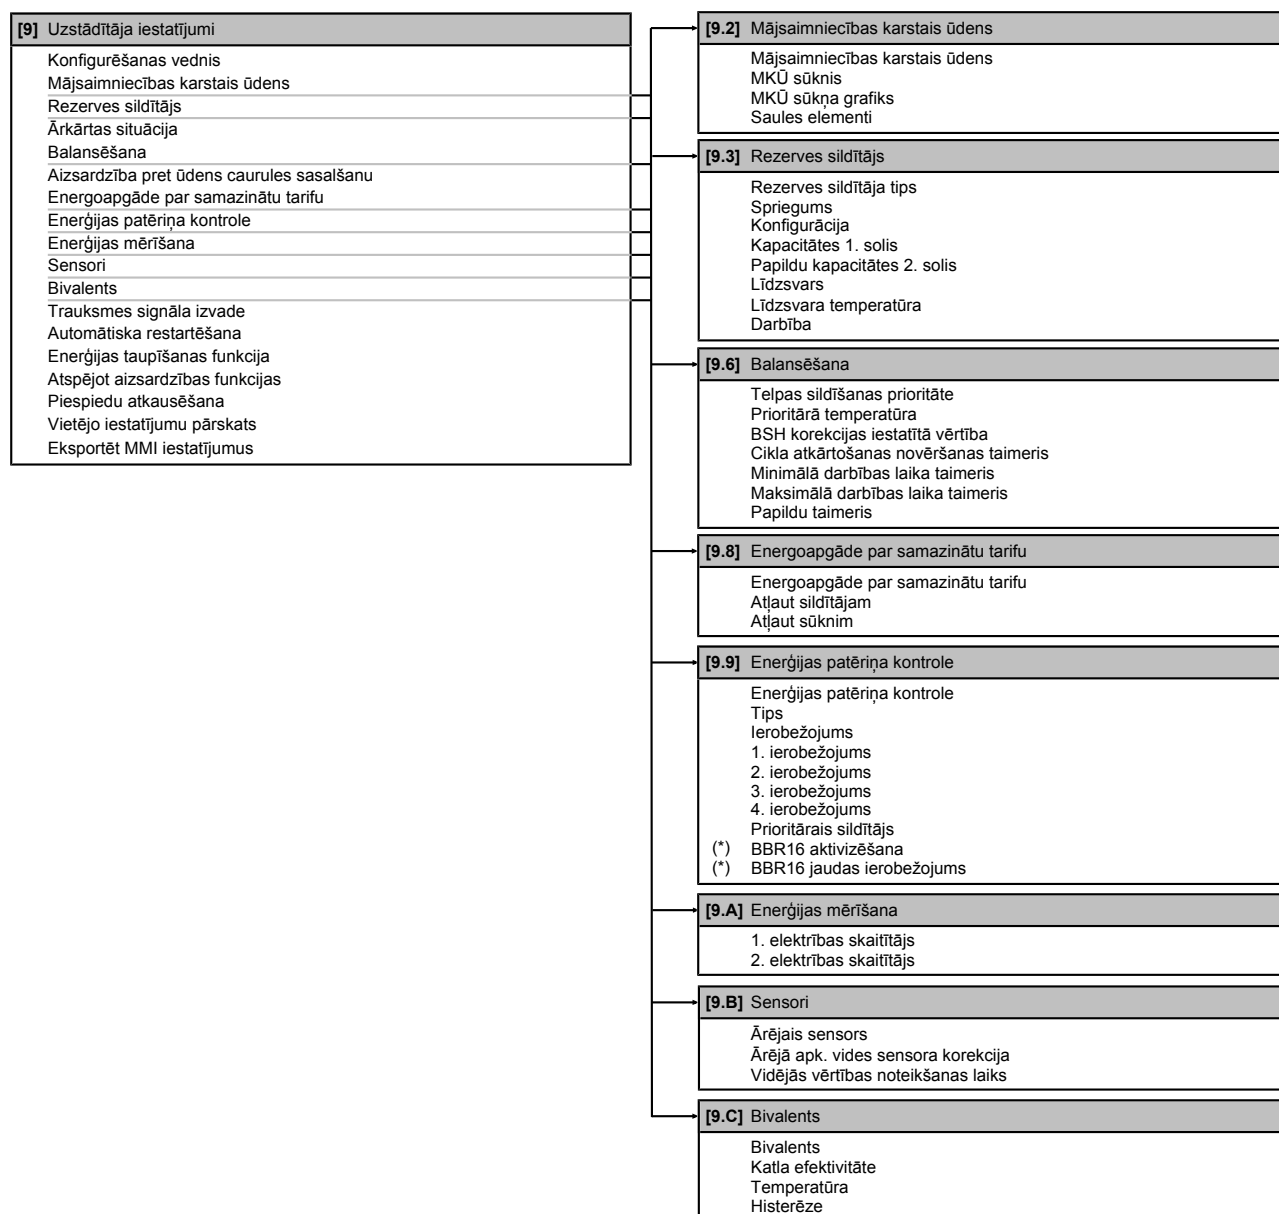 [9] Uzstādītāja iestatījumi
Konfigurēšanas vednis
Mājsaimniecības karstais ūdens
Rezerves sildītājs
Ārkārtas situācija
Balansēšana
Aizsardzība pret ūdens caurules sasalšanu
Energoapgāde par samazinātu tarifu
Enerģijas patēriņa kontrole
Enerģijas mērīšana
Sensori
Bivalents
Trauksmes signāla izvade
Automātiska restartēšana
Enerģijas taupīšanas funkcija
Atspējot aizsardzības funkcijas
Piespiedu atkausēšana
Vietējo iestatījumu pārskats
Eksportēt MMI iestatījumus
[9.2] Mājsaimniecības karstais ūdens
Mājsaimniecības karstais ūdens
MKŪ sūknis
MKŪ sūkņa grafiks
Saules elementi
[9.3] Rezerves sildītājs
Rezerves sildītāja tips
Spriegums
Konfigurācija
Kapacitātes 1. solis
Papildu kapacitātes 2. solis
Līdzsvars
Līdzsvara temperatūra
Darbība
[9.6] Balansēšana
Telpas sildīšanas prioritāte
Prioritārā temperatūra
BSH korekcijas iestatītā vērtība
Cikla atkārtošanas novēršanas taimeris
Minimālā darbības laika taimeris
Maksimālā darbības laika taimeris
Papildu taimeris
[9.8] Energoapgāde par samazinātu tarifu
Energoapgāde par samazinātu tarifu
Atļaut sildītājam
Atļaut sūknim
[9.9] Enerģijas patēriņa kontrole
Enerģijas patēriņa kontrole
Tips
Ierobežojums
1. ierobežojums
2. ierobežojums
3. ierobežojums
4. ierobežojums
Prioritārais sildītājs
(*) BBR16 aktivizēšana
(*) BBR16 jaudas ierobežojums
[9.A] Enerģijas mērīšana
1. elektrības skaitītājs
2. elektrības skaitītājs
[9.B] Sensori
Ārējais sensors
Ārējā apk. vides sensora korekcija
Vidējās vērtības noteikšanas laiks
[9.C] Bivalents
Bivalents
Katla efektivitāte
Temperatūra
Histerēze